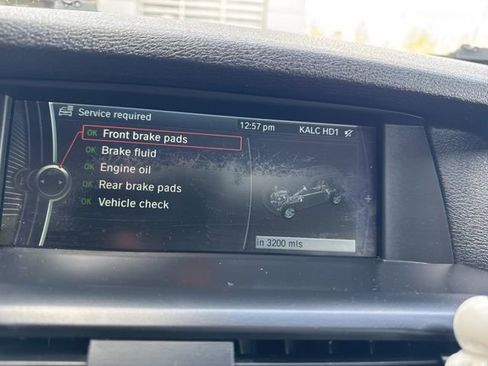 Service required
12:57 pm KALC HD1
OK Front brake pads
OK Brake fluid
OK Engine oil
OK Rear brake pads
OK Vehicle check
in 3200 mls